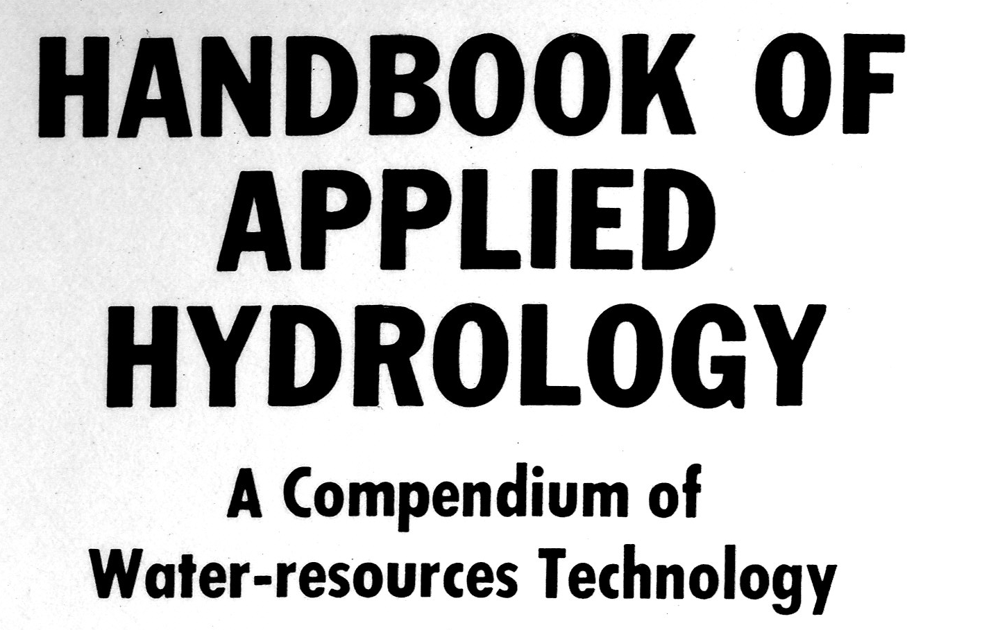 HANDBOOK OF
APPLIED
HYDROLOGY
A Compendium of
Water-resources Technology